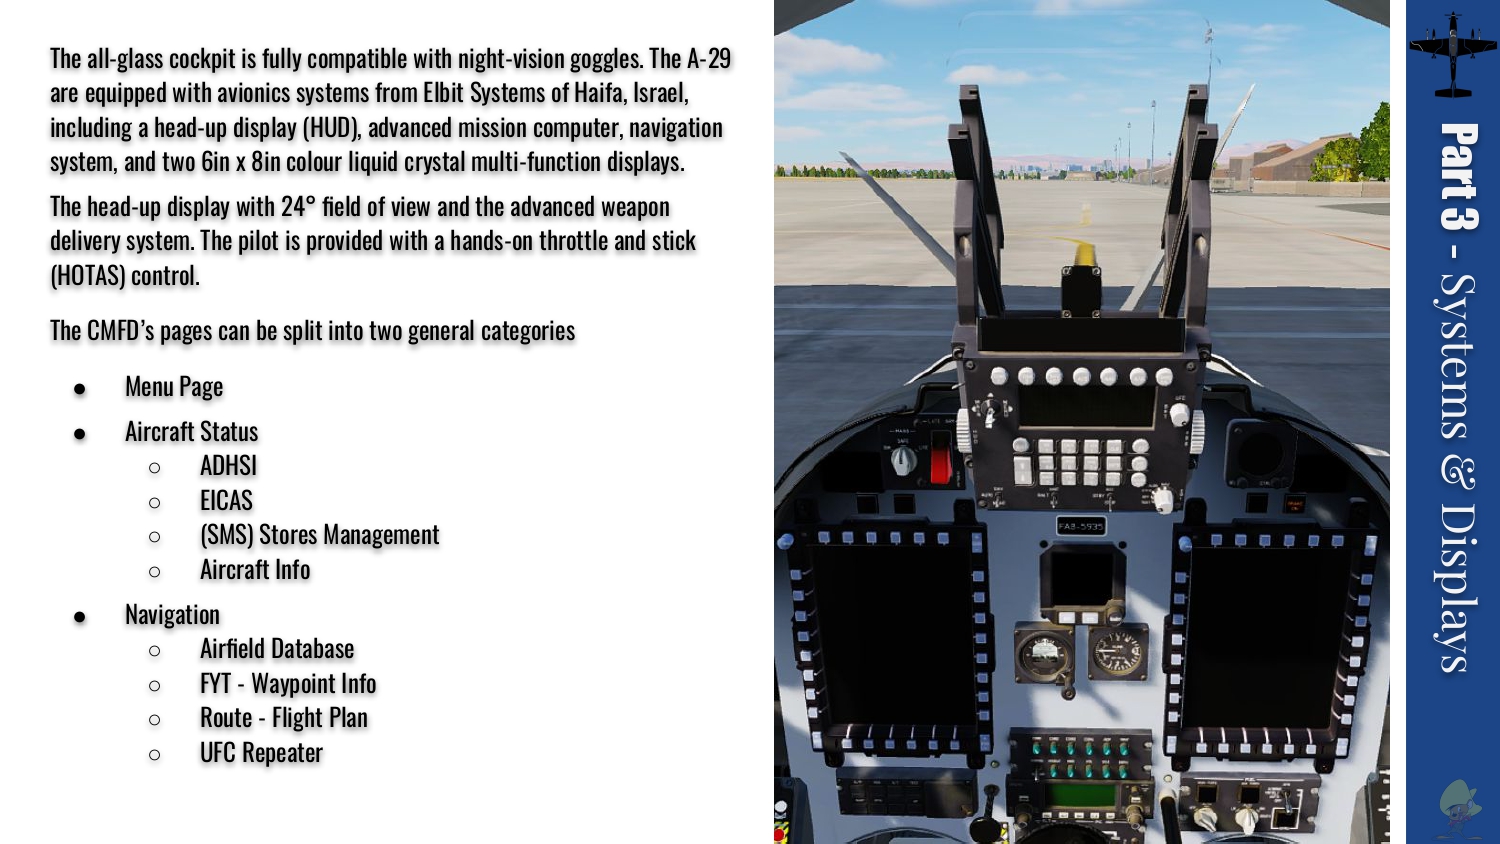 The all-glass cockpit is fully compatible with night-vision goggles. The A-29
are equipped with avionics systems from Elbit Systems of Haifa, Israel,
including a head-up display (HUD), advanced mission computer, navigation
system, and two 6in x 8in colour liquid crystal multi-function displays.
The head-up display with 24° field of view and the advanced weapon
delivery system. The pilot is provided with a hands-on throttle and stick
(HOTAS) control.
The CMFD’s pages can be split into two general categories
● Menu Page
● Aircraft Status
○ ADHSI
○ EICAS
○ (SMS) Stores Management
○ Aircraft Info
● Navigation
○ Airfield Database
○ FYT - Waypoint Info
○ Route - Flight Plan
○ UFC Repeater
FAB-5935
Part 3 - Systems & Displays